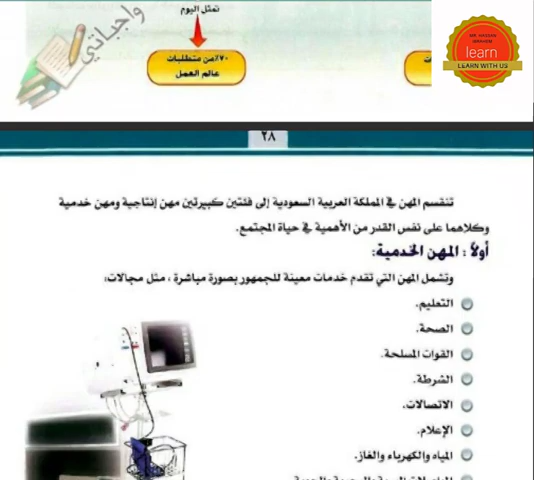 واجباتي
تمثل اليوم
٧٠٪ من متطلبات
عالم العمل
learn
LEARN WITH US
٢٨
تنقسم المهن في المملكة العربية السعودية إلى فئتين كبيرتين مهن إنتاجية ومهن خدمية
وكلاهما على نفس القدر من الأهمية في حياة المجتمع.
أولاً : المهن الخدمية:
وتشمل المهن التي تقدم خدمات معينة للجمهور بصورة مباشرة ، مثل مجالات:
التعليم.
الصحة.
القوات المسلحة.
الشرطة.
الاتصالات.
الإعلام.
المياه والكهرباء والغاز.